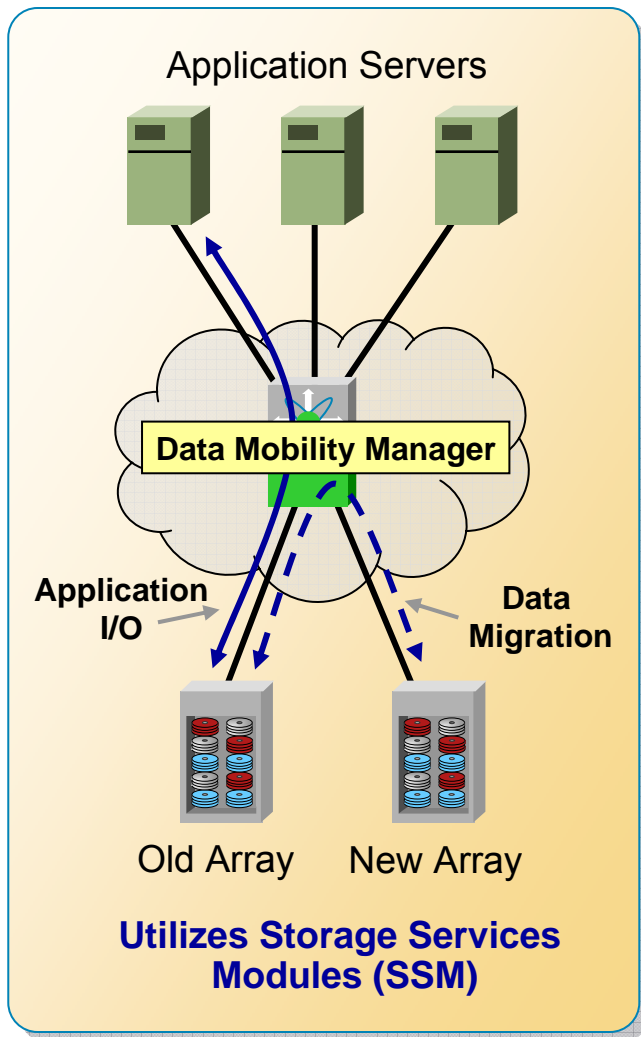 Application Servers
Data Mobility Manager
Application
I/O
Data
Migration
Old Array
New Array
Utilizes Storage Services
Modules (SSM)